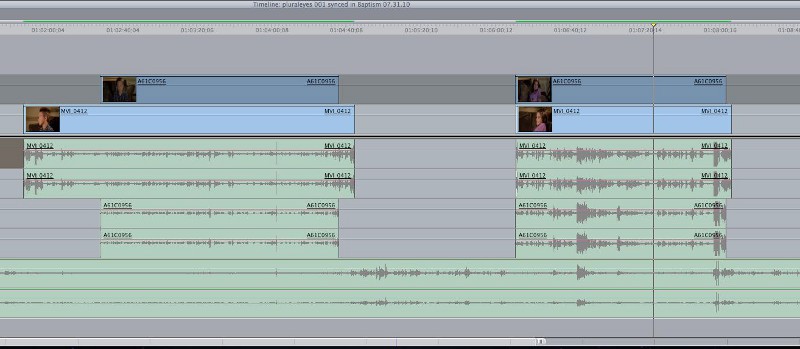 Timeline: pluraleyes 001 synced in Baptism 07.31.10
01:02:00;04 01:02:40;04 01:03:20;06 01:04:00;08 01:04:40;08 01:05:20;10 01:06:00;12 01:06:40;12 01:07:20;14 01:08:00;16
A61C0956 A61C0956 A61C0956 A61C0956
MVI_0412 MVI_0412 MVI_0412 MVI_0412
MVI_0412 MVI_0412 MVI_0412 MVI_0412
MVI_0412 MVI_0412 MVI_0412 MVI_0412
A61C0956 A61C0956 A61C0956 A61C0956
A61C0956 A61C0956 A61C0956 A61C0956